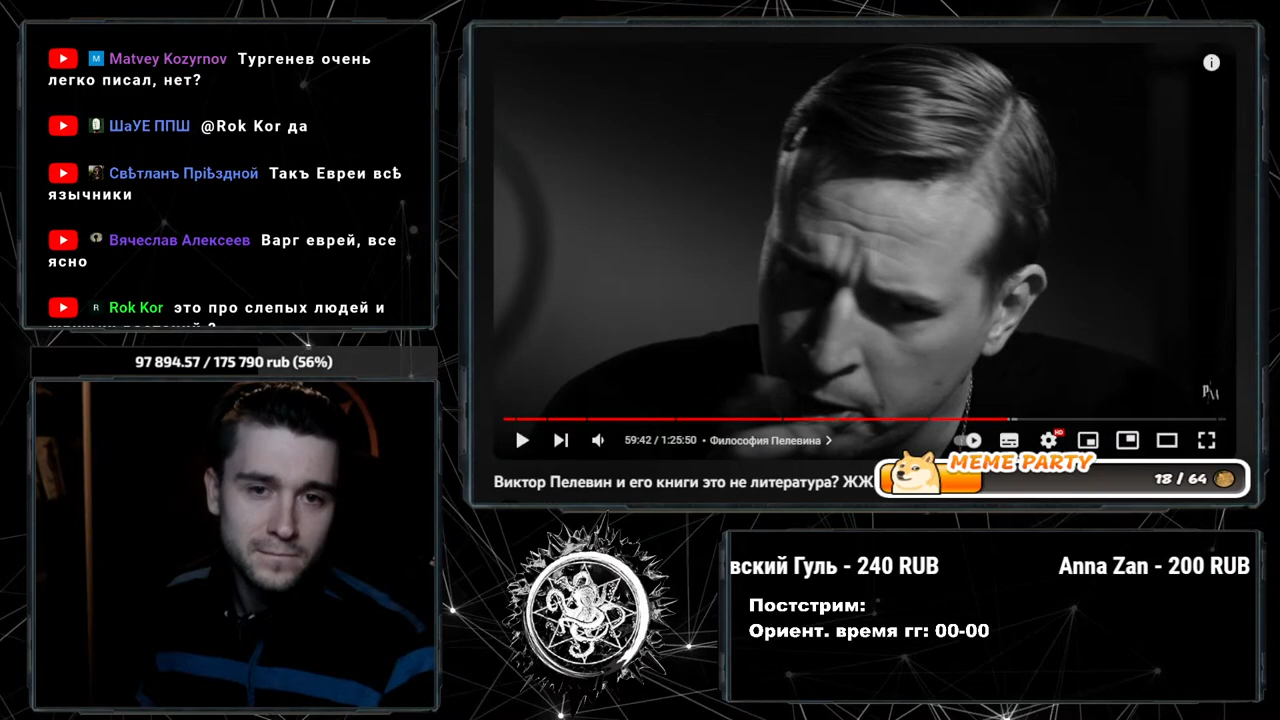 Matvey Kozyrnov Тургенев очень
легко писал, нет?
ШаУЕ ППШ @Rok Kor да
Свѣтланъ Прiѣздной Такъ Евреи всѣ
язычники
Вячеслав Алексеев Варг еврей, все
ясно
Rok Kor это про слепых людей и
97 894.57 / 175 790 rub (56%)
59:42 / 1:25:50 • Философия Пелевина
HD
Виктор Пелевин и его книги это не литература? ЖЖ
MEME PARTY
18 / 64
вский Гуль - 240 RUB Anna Zan - 200 RUB
Постстрим:
Ориент. время гг: 00-00